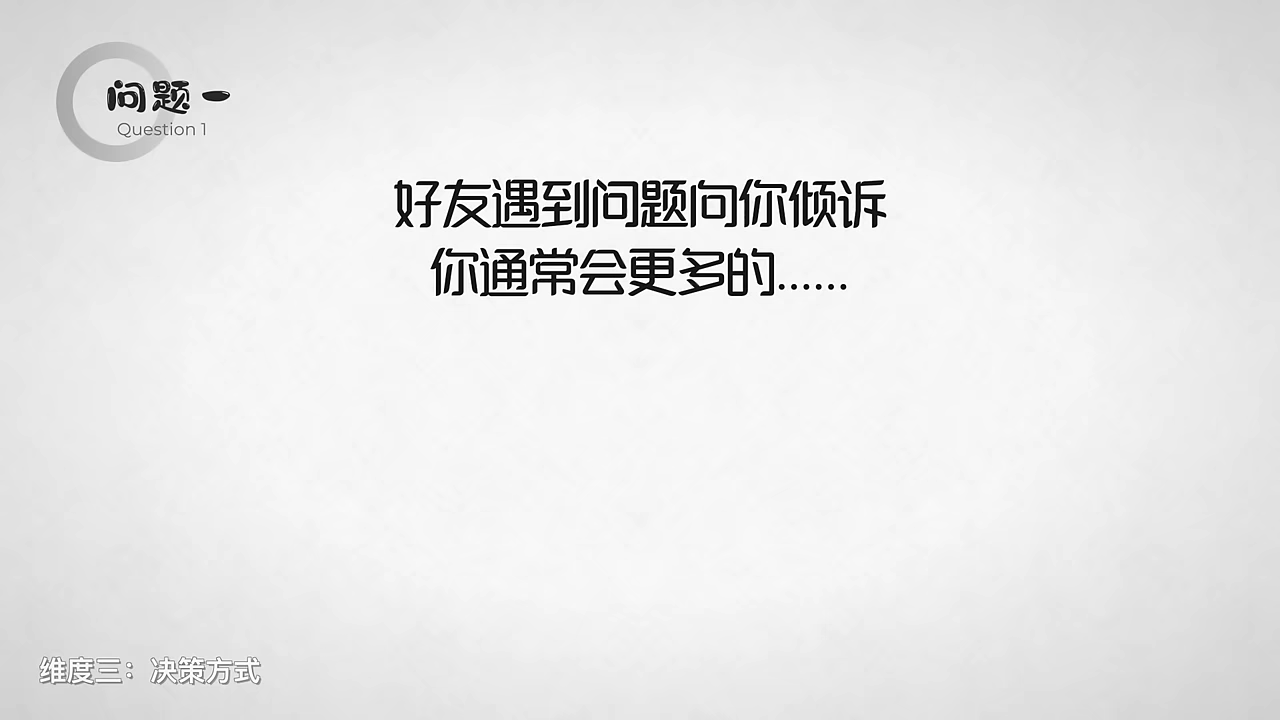 问题一
Question 1
好友遇到问题向你倾诉
你通常会更多的......
维度三：决策方式